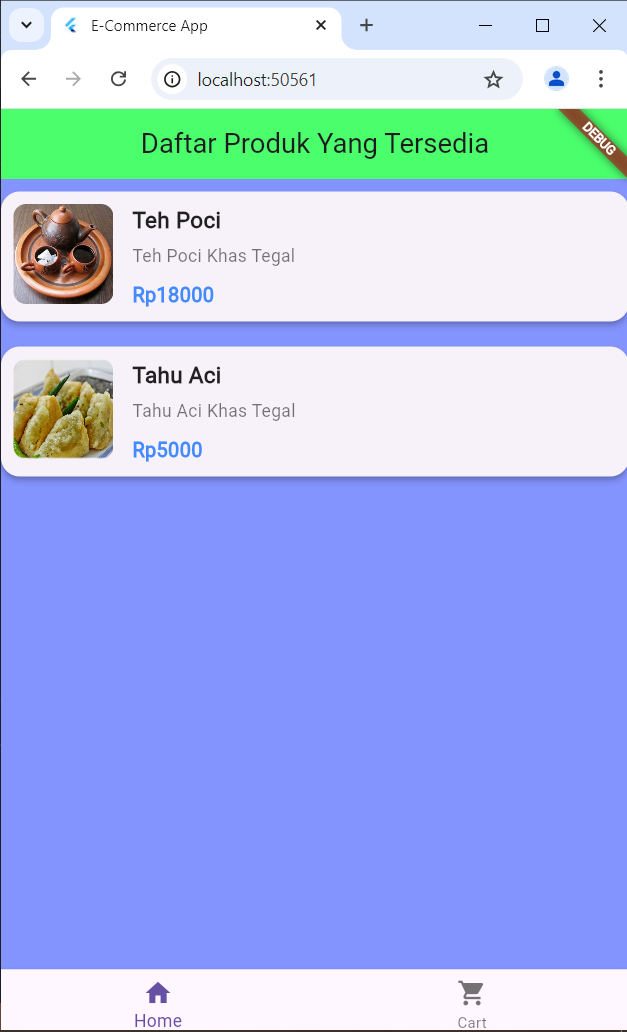 E-Commerce App
localhost:50561
Daftar Produk Yang Tersedia
DEBUG
Teh Poci
Teh Poci Khas Tegal
Rp18000
Tahu Aci
Tahu Aci Khas Tegal
Rp5000
Home
Cart